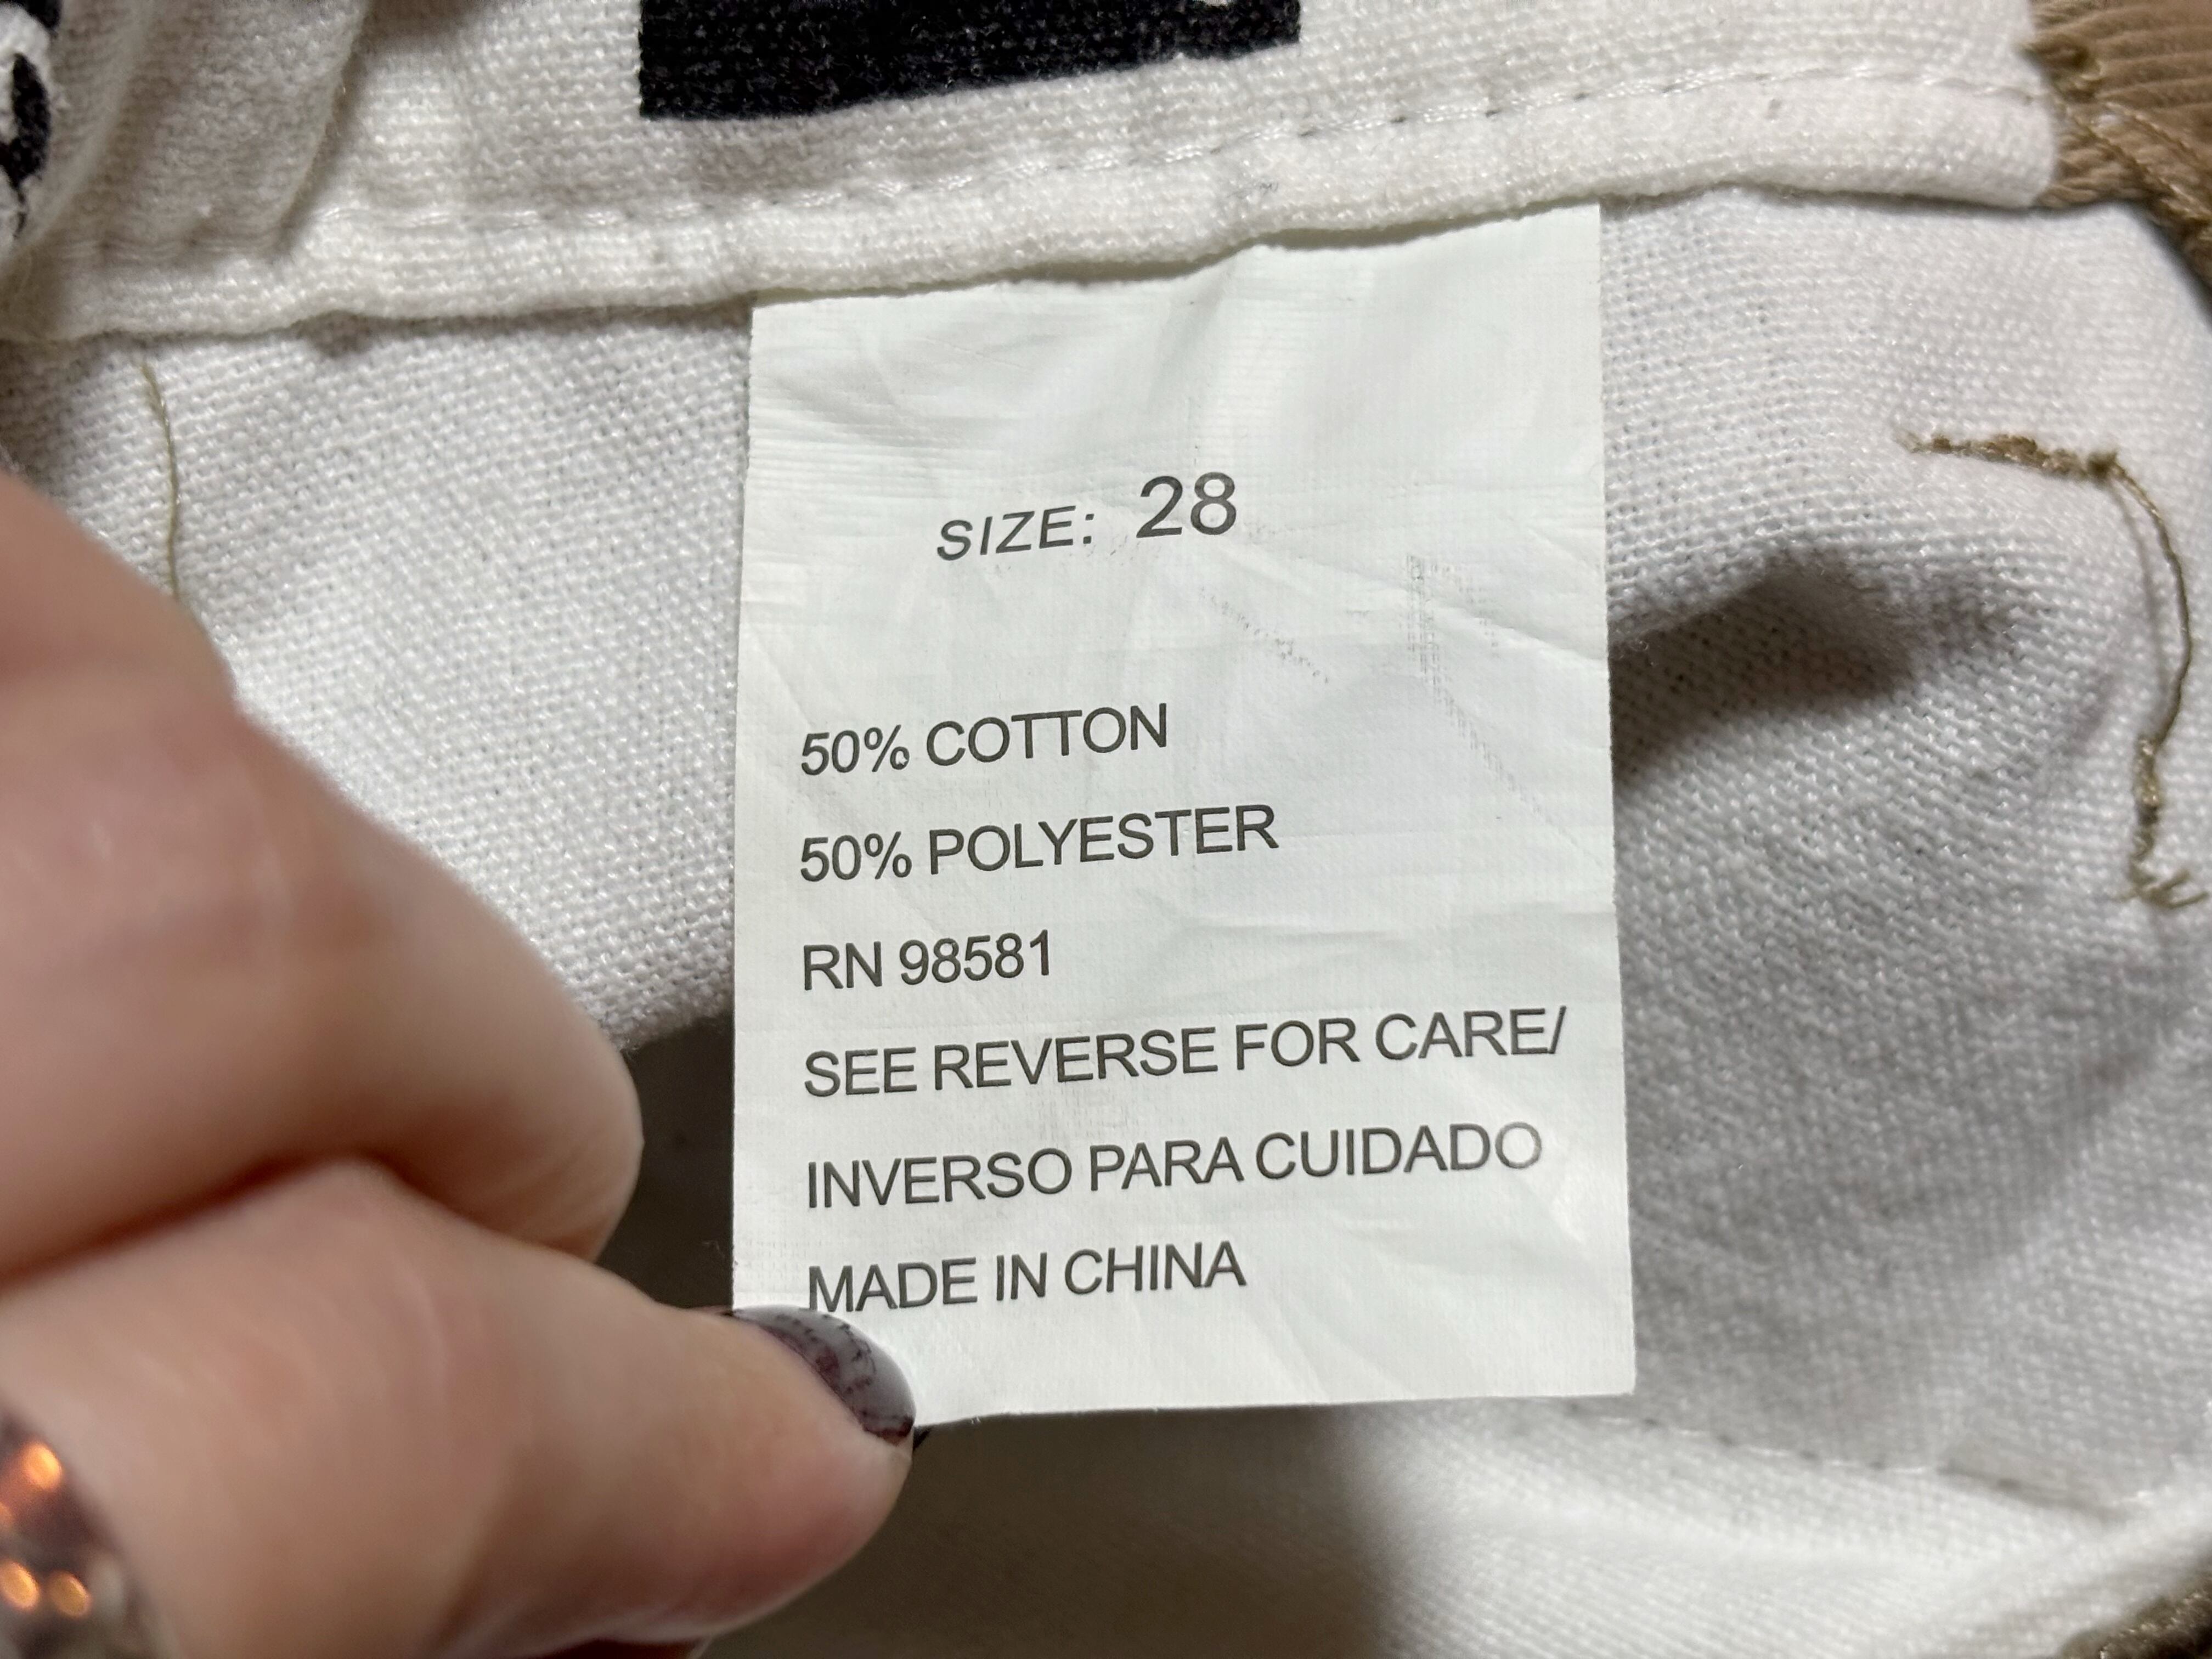 SIZE: 28
50% COTTON
50% POLYESTER
RN 98581
SEE REVERSE FOR CARE/
INVERSO PARA CUIDADO
MADE IN CHINA